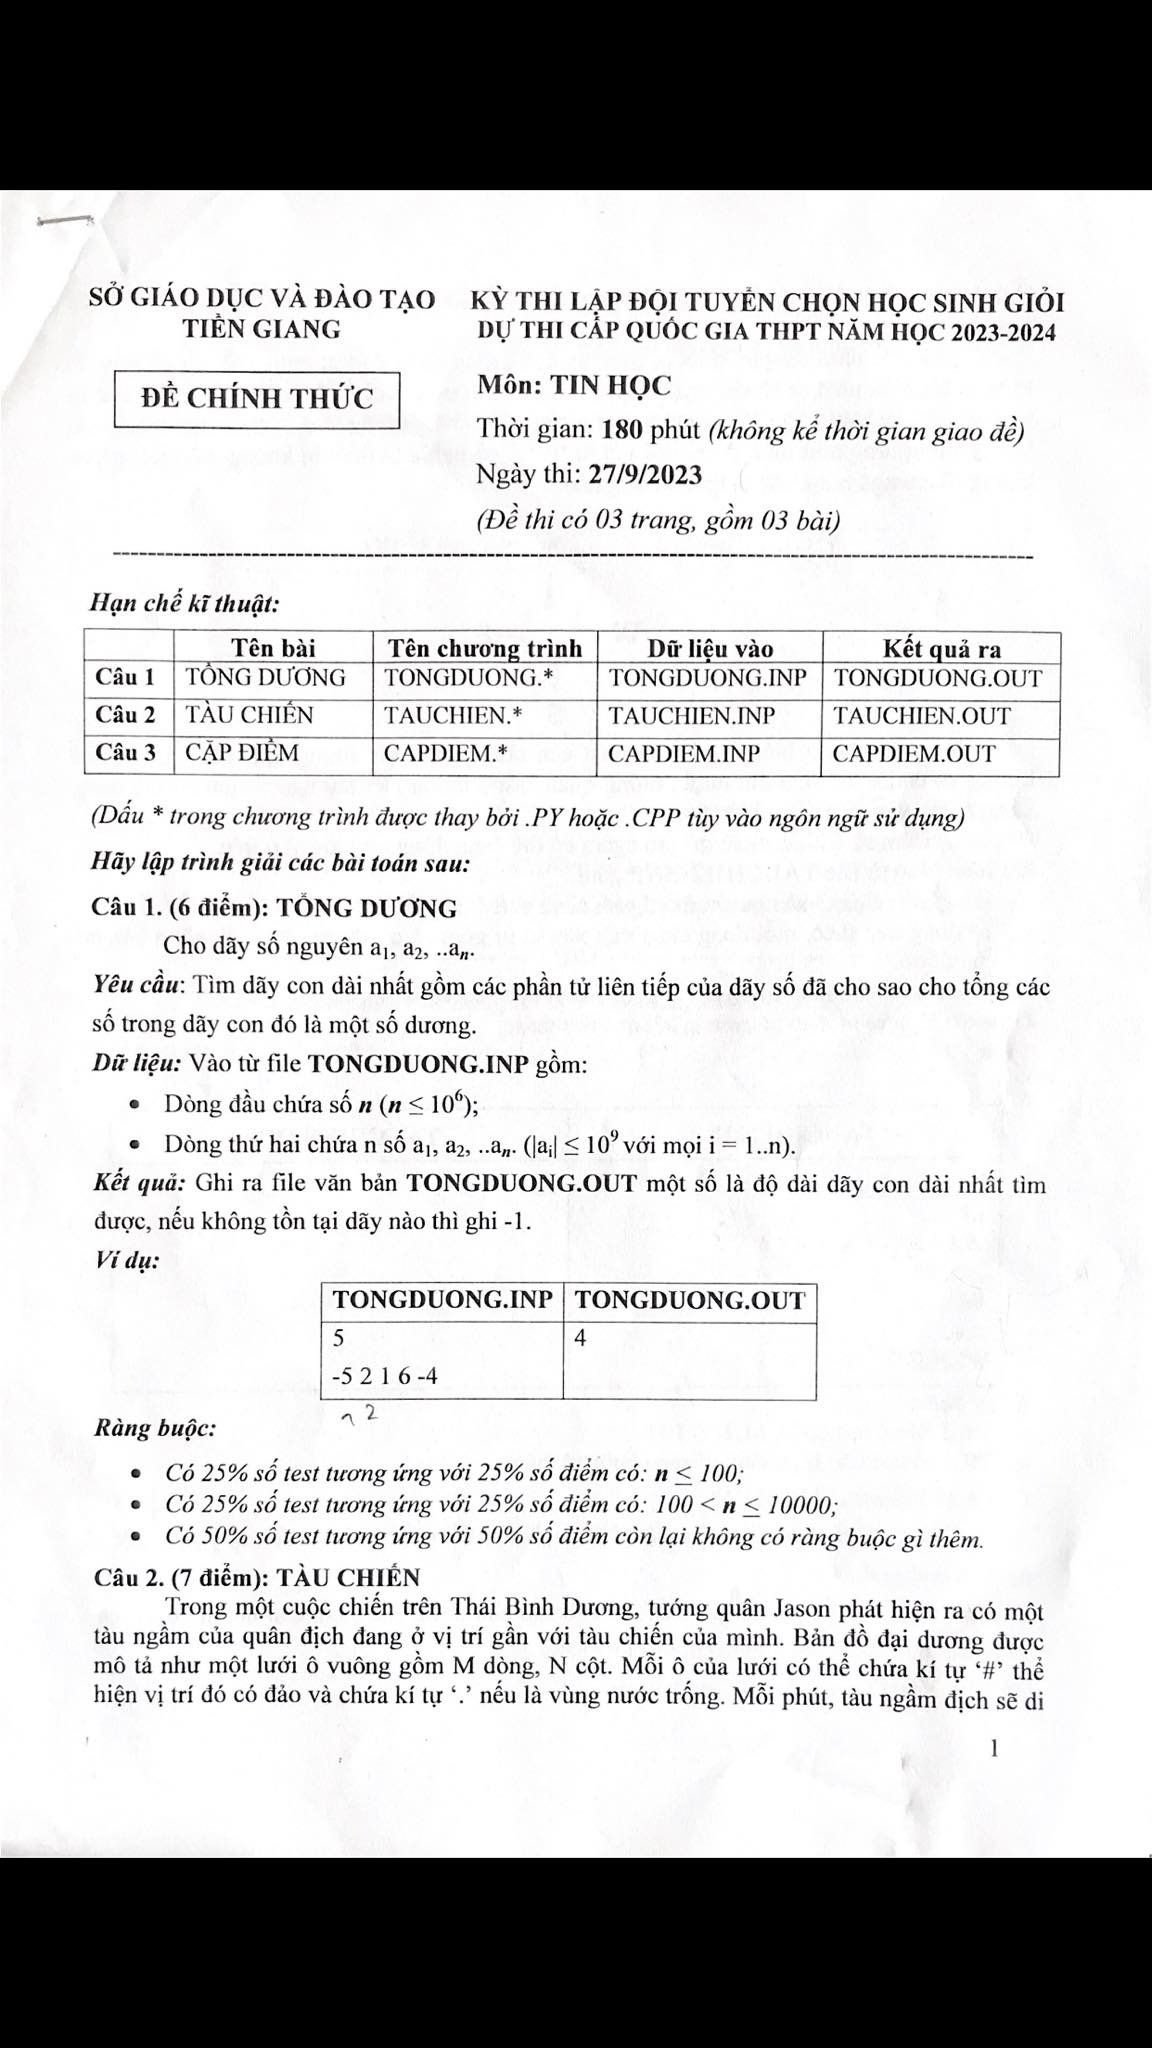 SỞ GIÁO DỤC VÀ ĐÀO TẠO
TIỀN GIANG
KỲ THI LẬP ĐỘI TUYỂN CHỌN HỌC SINH GIỎI
DỰ THI CẤP QUỐC GIA THPT NĂM HỌC 2023-2024
ĐỀ CHÍNH THỨC
Môn: TIN HỌC
Thời gian: 180 phút (không kể thời gian giao đề)
Ngày thi: 27/9/2023
(Đề thi có 03 trang, gồm 03 bài)
Hạn chế kĩ thuật:
Tên bài Tên chương trình Dữ liệu vào Kết quả ra
Câu 1 TỔNG DƯƠNG TONGDUONG.* TONGDUONG.INP TONGDUONG.OUT
Câu 2 TÀU CHIẾN TAUCHIEN.* TAUCHIEN.INP TAUCHIEN.OUT
Câu 3 CẶP ĐIỂM CAPDIEM.* CAPDIEM.INP CAPDIEM.OUT
(Dấu * trong chương trình được thay bởi .PY hoặc .CPP tùy vào ngôn ngữ sử dụng)
Hãy lập trình giải các bài toán sau:
Câu 1. (6 điểm): TỔNG DƯƠNG
Cho dãy số nguyên a₁, a₂, ..aₙ.
Yêu cầu: Tìm dãy con dài nhất gồm các phần tử liên tiếp của dãy số đã cho sao cho tổng các
số trong dãy con đó là một số dương.
Dữ liệu: Vào từ file TONGDUONG.INP gồm:
• Dòng đầu chứa số n (n ≤ 10⁶);
• Dòng thứ hai chứa n số a₁, a₂, ..aₙ. (|aᵢ| ≤ 10⁹ với mọi i = 1..n).
Kết quả: Ghi ra file văn bản TONGDUONG.OUT một số là độ dài dãy con dài nhất tìm
được, nếu không tồn tại dãy nào thì ghi -1.
Ví dụ:
TONGDUONG.INP TONGDUONG.OUT
5 4
-5 2 1 6 -4
n 2
Ràng buộc:
• Có 25% số test tương ứng với 25% số điểm có: n ≤ 100;
• Có 25% số test tương ứng với 25% số điểm có: 100 < n ≤ 10000;
• Có 50% số test tương ứng với 50% số điểm còn lại không có ràng buộc gì thêm.
Câu 2. (7 điểm): TÀU CHIẾN
Trong một cuộc chiến trên Thái Bình Dương, tướng quân Jason phát hiện ra có một
tàu ngầm của quân địch đang ở vị trí gần với tàu chiến của mình. Bản đồ đại dương được
mô tả như một lưới ô vuông gồm M dòng, N cột. Mỗi ô của lưới có thể chứa kí tự ‘#’ thể
hiện vị trí đó có đảo và chứa kí tự ‘.’ nếu là vùng nước trống. Mỗi phút, tàu ngầm địch sẽ di
1